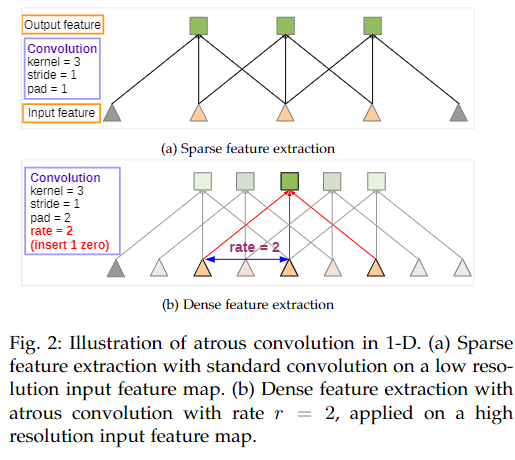 Output feature
Convolution
kernel = 3
stride = 1
pad = 1
Input feature
(a) Sparse feature extraction
Convolution
kernel = 3
stride = 1
pad = 2
rate = 2
(insert 1 zero)
rate = 2
(b) Dense feature extraction
Fig. 2: Illustration of atrous convolution in 1-D. (a) Sparse
feature extraction with standard convolution on a low reso-
lution input feature map. (b) Dense feature extraction with
atrous convolution with rate r = 2, applied on a high
resolution input feature map.